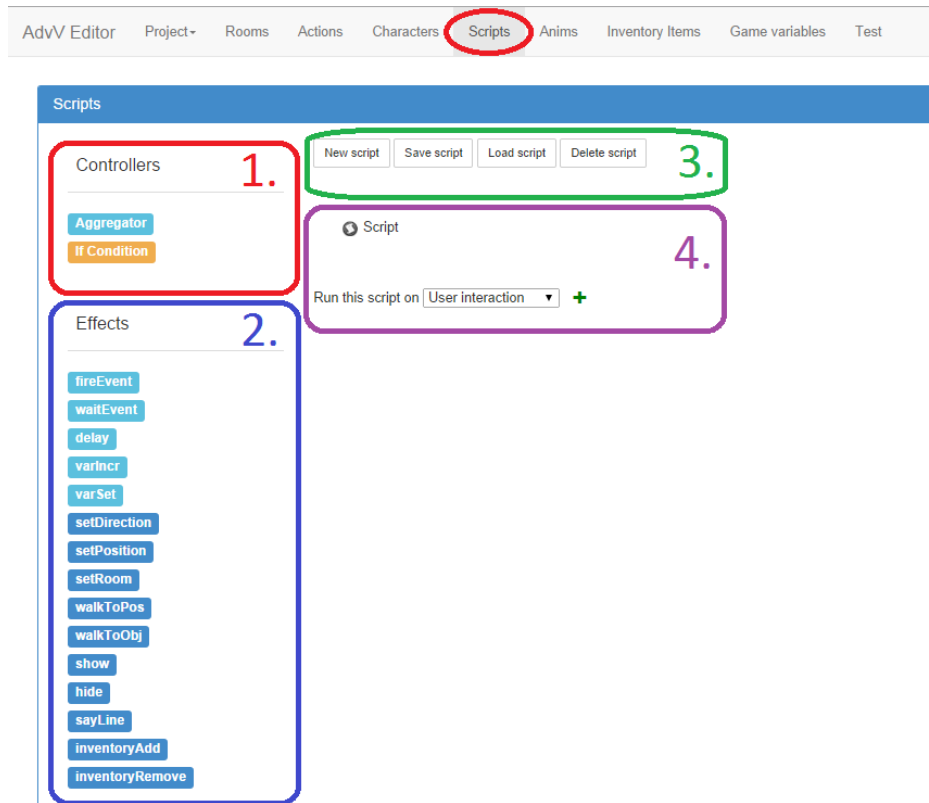 AdvV Editor Project Rooms Actions Characters Scripts Anims Inventory Items Game variables Test
Scripts
Controllers 1.
Aggregator
If Condition
Effects 2.
fireEvent
waitEvent
delay
varIncr
varSet
setDirection
setPosition
setRoom
walkToPos
walkToObj
show
hide
sayLine
inventoryAdd
inventoryRemove
New script Save script Load script Delete script 3.
Script 4.
Run this script on User interaction